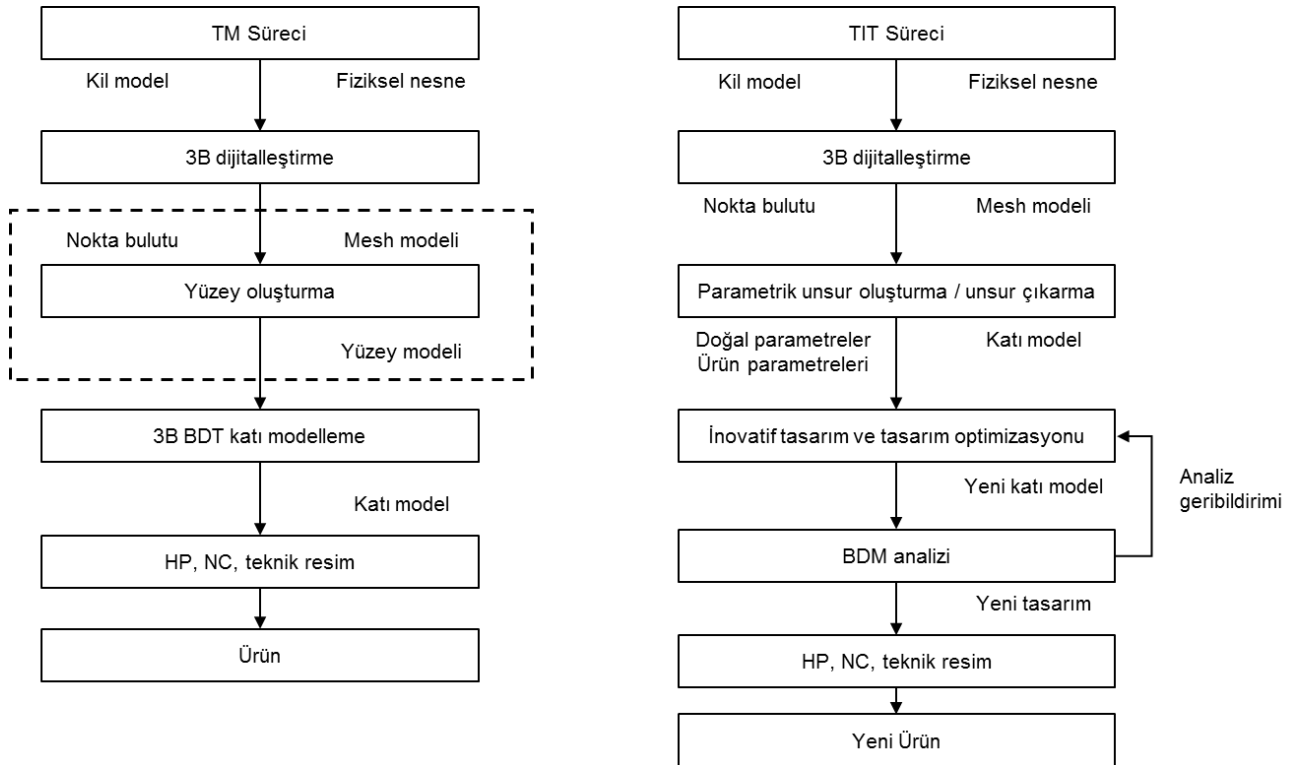 TM Süreci
Kil model
Fiziksel nesne
3B dijitalleştirme
Nokta bulutu
Mesh modeli
Yüzey oluşturma
Yüzey modeli
3B BDT katı modelleme
Katı model
HP, NC, teknik resim
Ürün
TIT Süreci
Kil model
Fiziksel nesne
3B dijitalleştirme
Nokta bulutu
Mesh modeli
Parametrik unsur oluşturma / unsur çıkarma
Doğal parametreler
Ürün parametreleri
Katı model
İnovatif tasarım ve tasarım optimizasyonu
Yeni katı model
Analiz
geribildirimi
BDM analizi
Yeni tasarım
HP, NC, teknik resim
Yeni Ürün